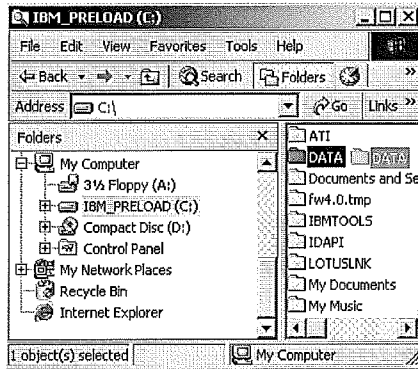 IBM_PRELOAD (C:)
File Edit View Favorites Tools Help
Back Search Folders »
Address C:\ Go Links »
Folders ×
My Computer
3½ Floppy (A:)
IBM_PRELOAD (C:)
Compact Disc (D:)
Control Panel
My Network Places
Recycle Bin
Internet Explorer
ATI
DATA DATA
Documents and Se
fw4.0.tmp
IBMTOOLS
IDAPI
LOTUSLNK
My Documents
My Music
1 object(s) selected My Computer